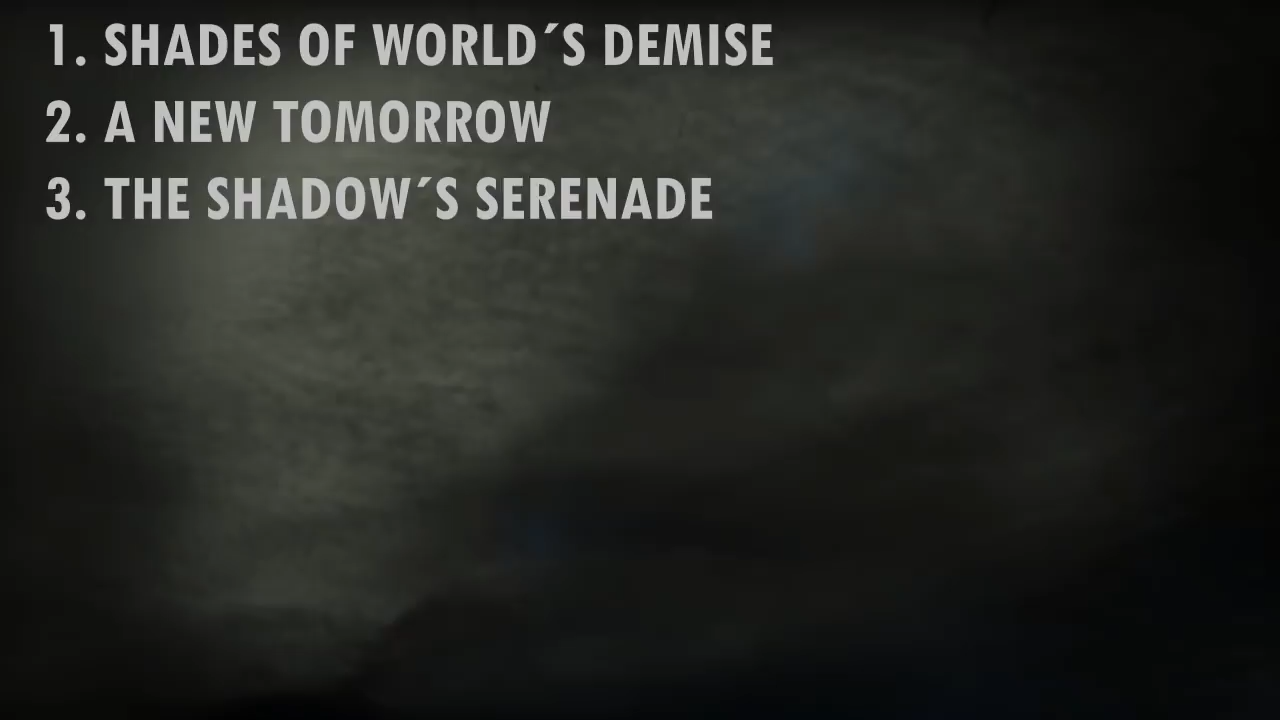 1. SHADES OF WORLD´S DEMISE
2. A NEW TOMORROW
3. THE SHADOW´S SERENADE